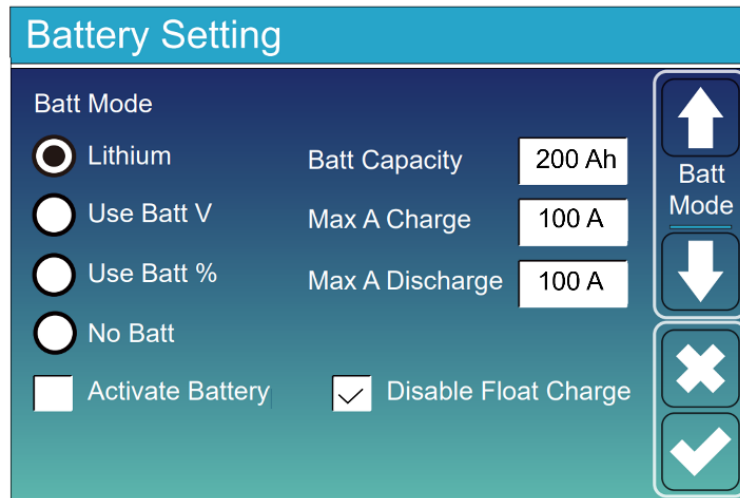 Battery Setting
Batt Mode
Lithium
Batt Capacity
200 Ah
Use Batt V
Max A Charge
100 A
Use Batt %
Max A Discharge
100 A
No Batt
Activate Battery
Disable Float Charge
Batt
Mode